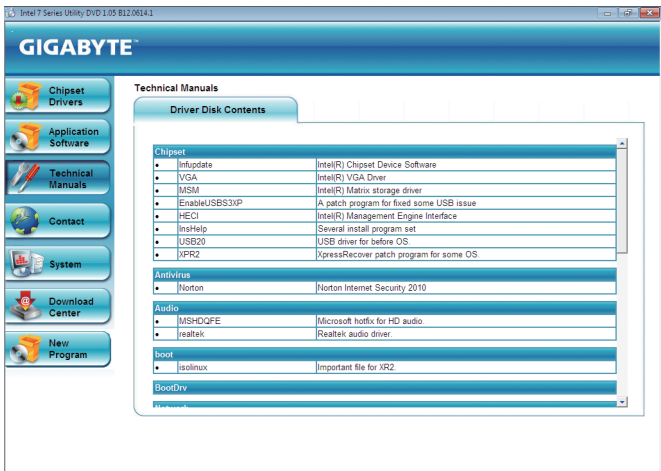 Intel 7 Series Utility DVD 1.05 B12.0614.1
GIGABYTE™
Chipset
Drivers
Application
Software
Technical
Manuals
Contact
System
Download
Center
New
Program
Technical Manuals
Driver Disk Contents
Chipset
• Infupdate Intel(R) Chipset Device Software
• VGA Intel(R) VGA Drver
• MSM Intel(R) Matrix storage driver
• EnableUSBS3XP A patch program for fixed some USB issue
• HECI Intel(R) Management Engine Interface
• InsHelp Several install program set
• USB20 USB driver for before OS.
• XPR2 XpressRecover patch program for some OS.
Antivirus
• Norton Norton Internet Security 2010
Audio
• MSHDQFE Microsoft hotfix for HD audio.
• realtek Realtek audio driver.
boot
• isolinux Important file for XR2.
BootDrv
Network